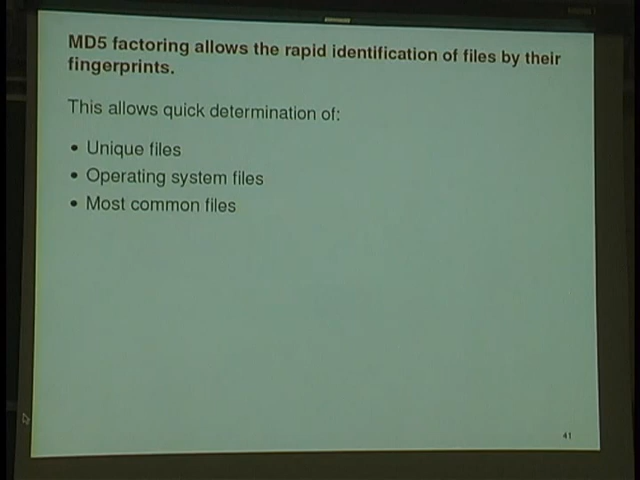 MD5 factoring allows the rapid identification of files by their
fingerprints.
This allows quick determination of:
• Unique files
• Operating system files
• Most common files
41